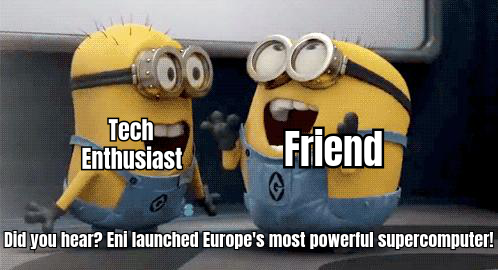 Tech
Enthusiast
Friend
Did you hear? Eni launched Europe's most powerful supercomputer!